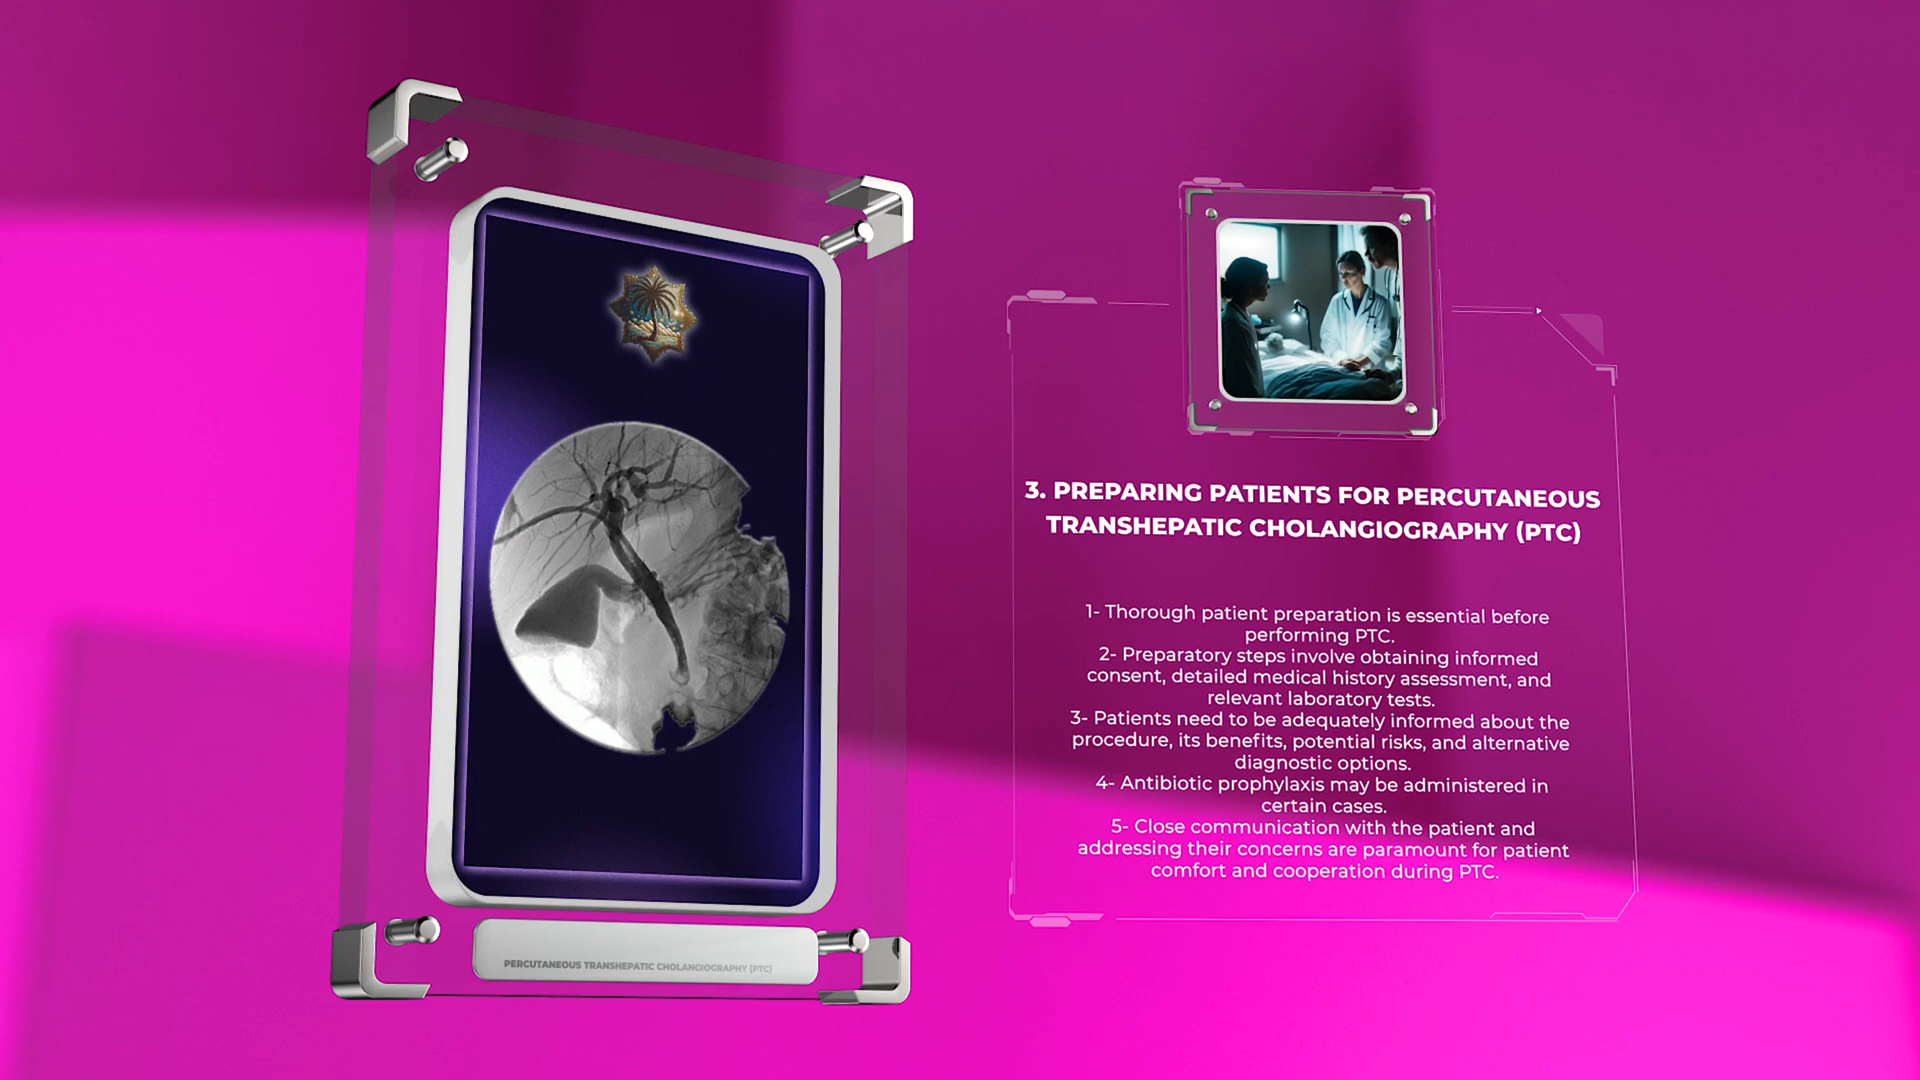 3. PREPARING PATIENTS FOR PERCUTANEOUS
TRANSHEPATIC CHOLANGIOGRAPHY (PTC)
1- Thorough patient preparation is essential before
performing PTC.
2- Preparatory steps involve obtaining informed
consent, detailed medical history assessment, and
relevant laboratory tests.
3- Patients need to be adequately informed about the
procedure, its benefits, potential risks, and alternative
diagnostic options.
4- Antibiotic prophylaxis may be administered in
certain cases.
5- Close communication with the patient and
addressing their concerns are paramount for patient
comfort and cooperation during PTC.
PERCUTANEOUS TRANSHEPATIC CHOLANGIOGRAPHY (PTC)